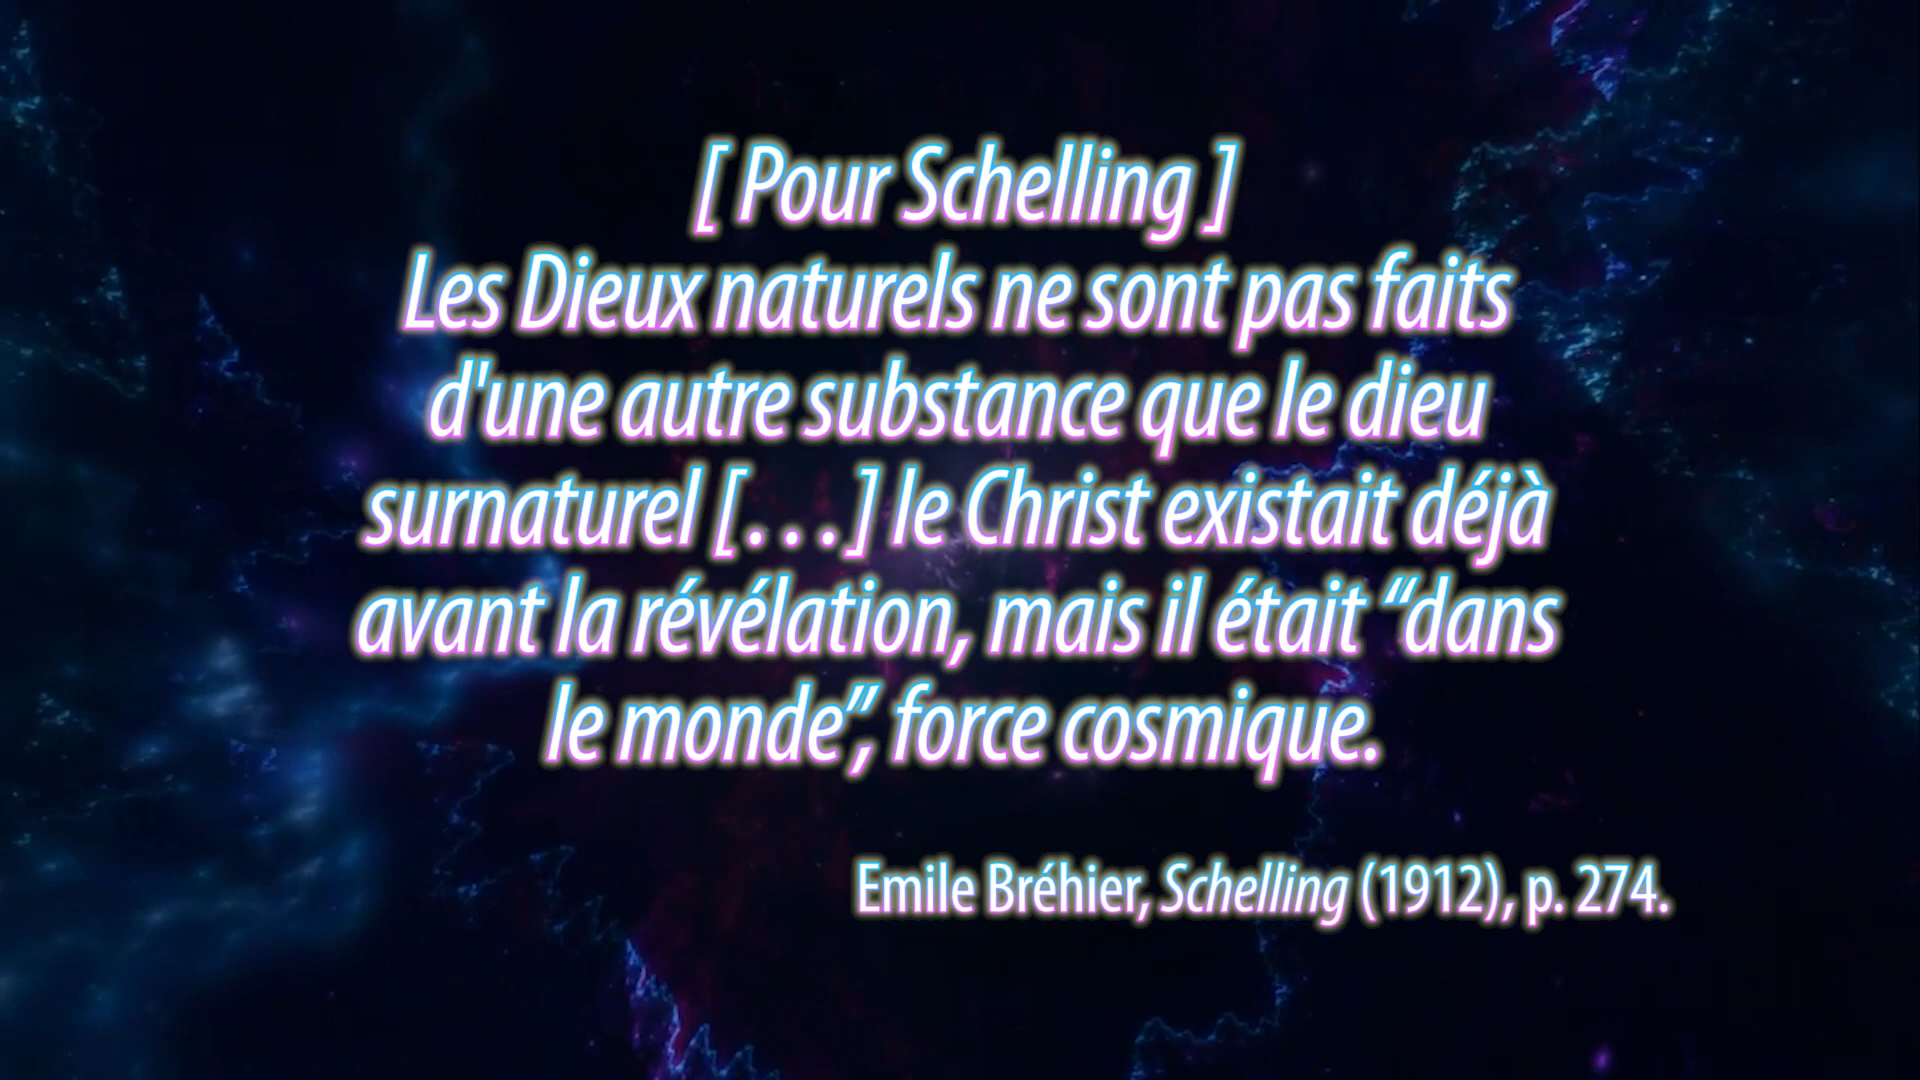 [ Pour Schelling ]
Les Dieux naturels ne sont pas faits
d'une autre substance que le dieu
surnaturel […] le Christ existait déjà
avant la révélation, mais il était “dans
le monde”, force cosmique.
Emile Bréhier, Schelling (1912), p. 274.